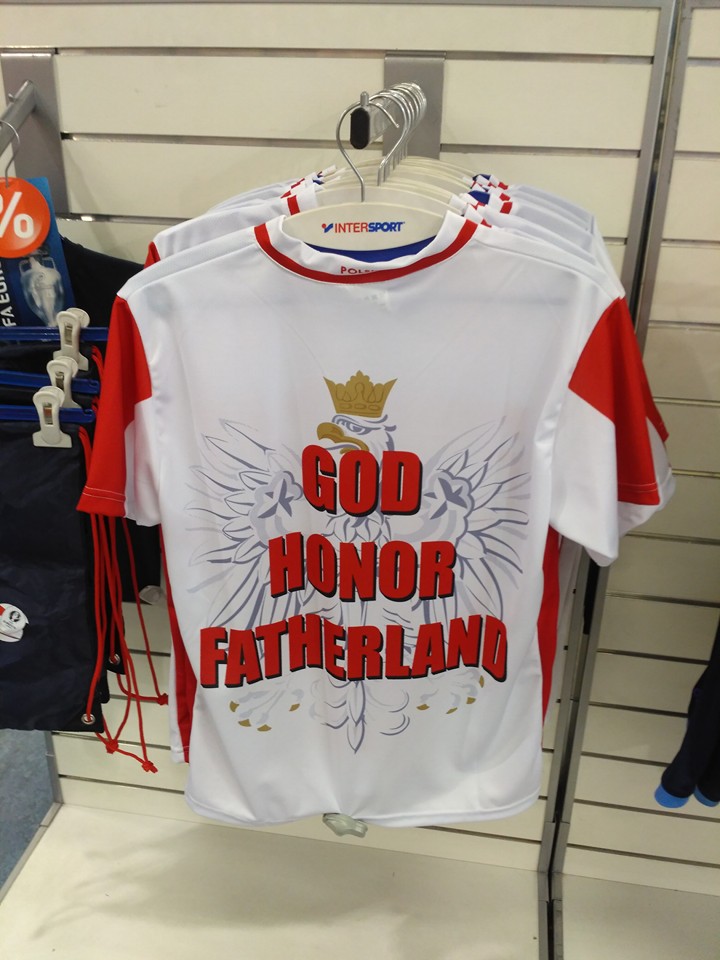 %
INTERSPORT
GOD
HONOR
FATHERLAND